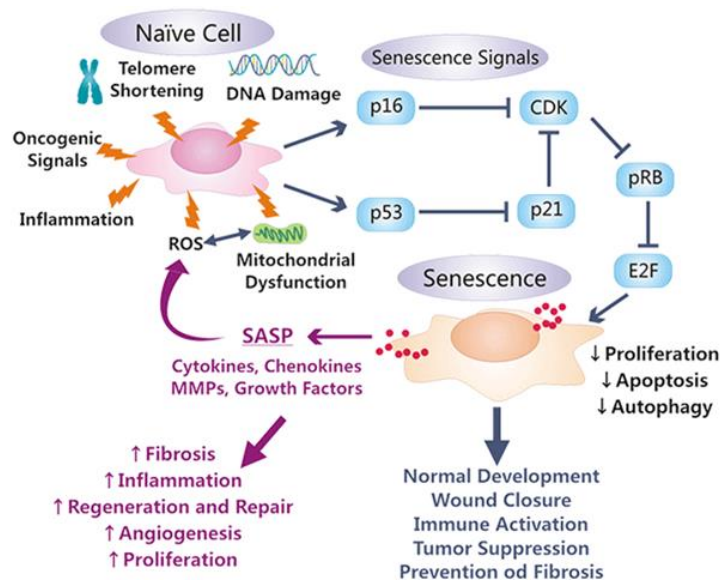 Naïve Cell
Telomere
Shortening
DNA Damage
Oncogenic
Signals
Inflammation
ROS
Mitochondrial
Dysfunction
Senescence Signals
p16
CDK
p53
p21
pRB
E2F
Senescence
↓Proliferation
↓Apoptosis
↓Autophagy
SASP
Cytokines, Chenokines
MMPs, Growth Factors
↑Fibrosis
↑Inflammation
↑Regeneration and Repair
↑Angiogenesis
↑Proliferation
Normal Development
Wound Closure
Immune Activation
Tumor Suppression
Prevention od Fibrosis